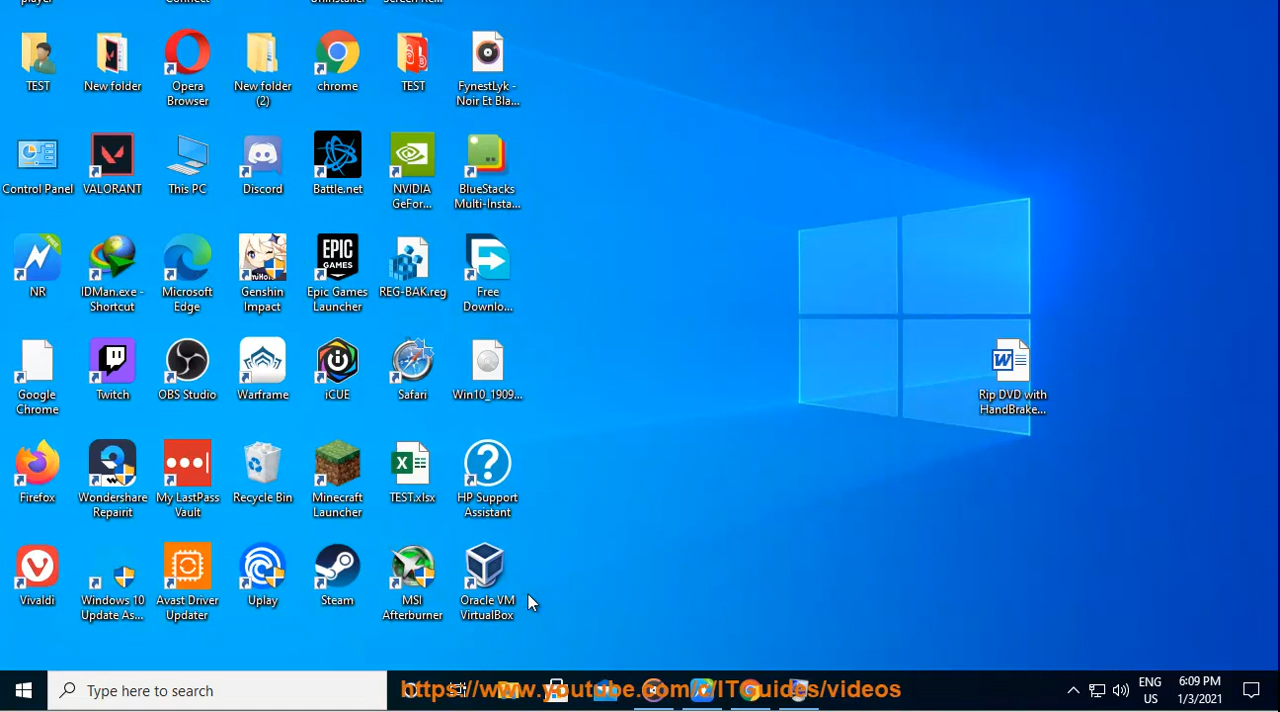 player
Connect
Uninstaller
Screen Re...
TEST
New folder
Opera
Browser
New folder
(2)
chrome
TEST
FynestLyk -
Noir Et Bla...
Control Panel
VALORANT
This PC
Discord
Battle.net
NVIDIA
GeFor...
BlueStacks
Multi-Insta...
NR
IDMan.exe -
Shortcut
Microsoft
Edge
Genshin
Impact
EPIC
GAMES
Epic Games
Launcher
REG-BAK.reg
Free
Downlo...
Google
Chrome
Twitch
OBS Studio
Warframe
iCUE
Safari
Win10_1909...
W
Rip DVD with
HandBrake...
Firefox
Wondershare
Repairit
My LastPass
Vault
Recycle Bin
Minecraft
Launcher
X
TEST.xlsx
?
HP Support
Assistant
Vivaldi
Windows 10
Update As...
Avast Driver
Updater
Uplay
Steam
MSI
Afterburner
Oracle VM
VirtualBox
Type here to search
https://www.youtube.com/c/ITGuides/videos
ENG
US
6:09 PM
1/3/2021